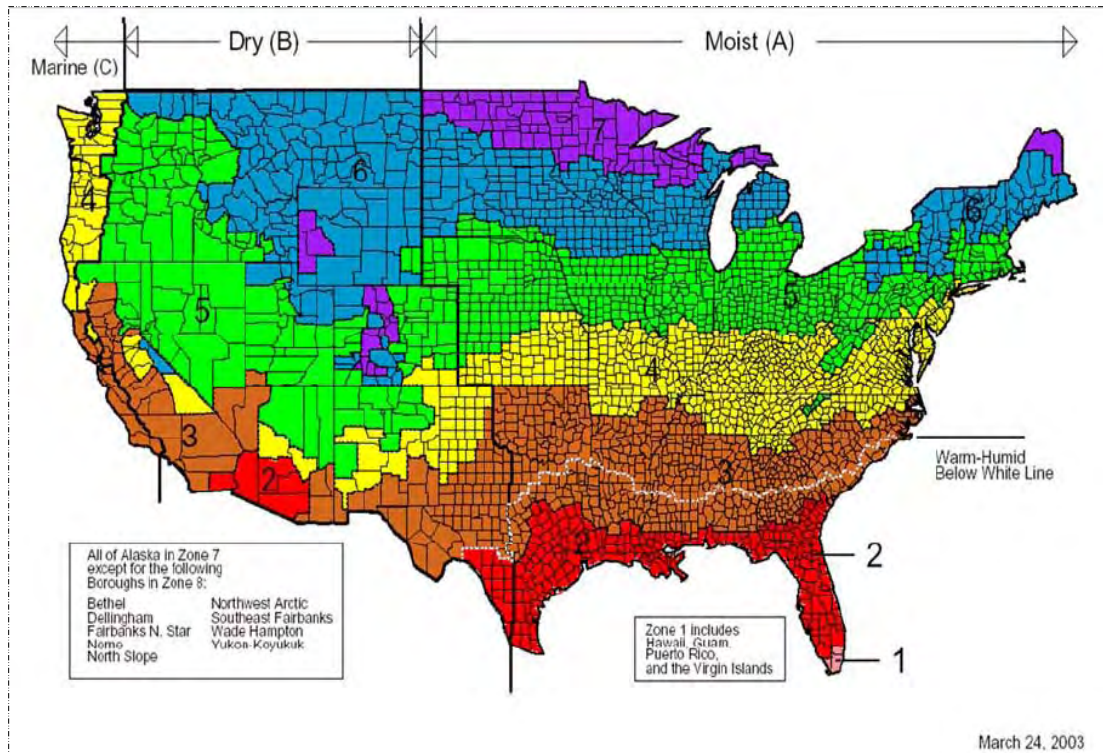 Marine (C)
Dry (B)
Moist (A)
7
6
6
4
5
5
4
3
3
2
2
Warm-Humid
Below White Line
2
1
All of Alaska in Zone 7
except for the following
Boroughs in Zone 8:
Bethel
Dellingham
Fairbanks N. Star
Nome
North Slope
Northwest Arctic
Southeast Fairbanks
Wade Hampton
Yukon-Koyukuk
Zone 1 includes
Hawaii, Guam,
Puerto Rico,
and the Virgin Islands
March 24, 2003